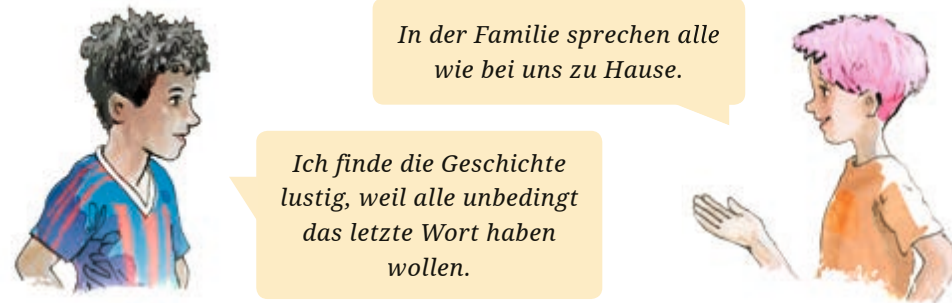 In der Familie sprechen alle
wie bei uns zu Hause.
Ich finde die Geschichte
lustig, weil alle unbedingt
das letzte Wort haben
wollen.